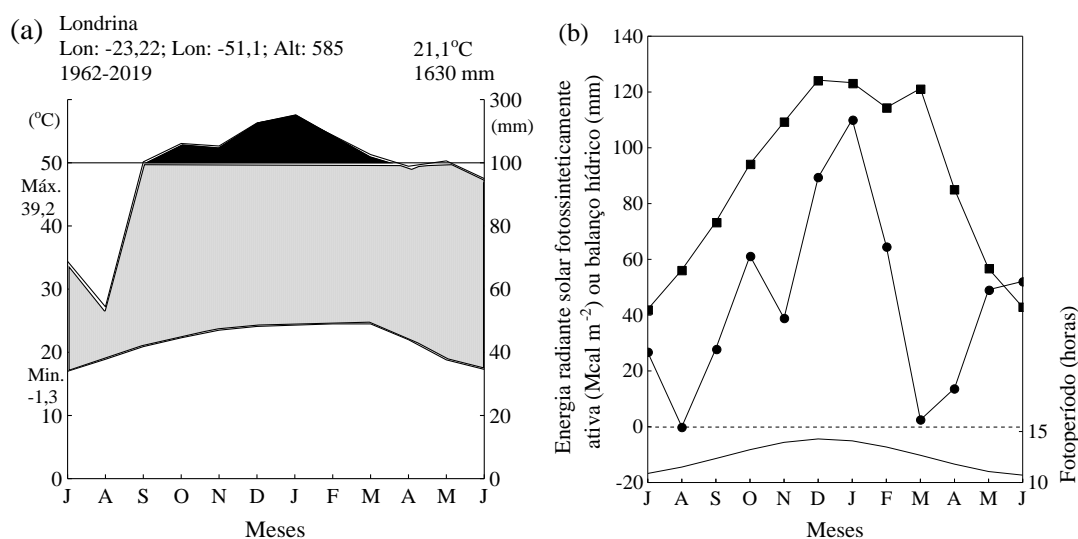 (a)
Londrina
Lon: -23,22; Lon: -51,1; Alt: 585
21,1°C
1962-2019
1630 mm
(°C)
50
Máx.
39,2
40
30
20
Min.
-1,3
10
0
300
(mm)
100
80
60
40
20
0
J A S O N D J F M A M J
Meses
(b)
Energia radiante solar fotossinteticamente
ativa (Mcal m⁻²) ou balanço hídrico (mm)
140
120
100
80
60
40
20
0
-20
15
10
Fotoperíodo (horas)
J A S O N D J F M A M J
Meses